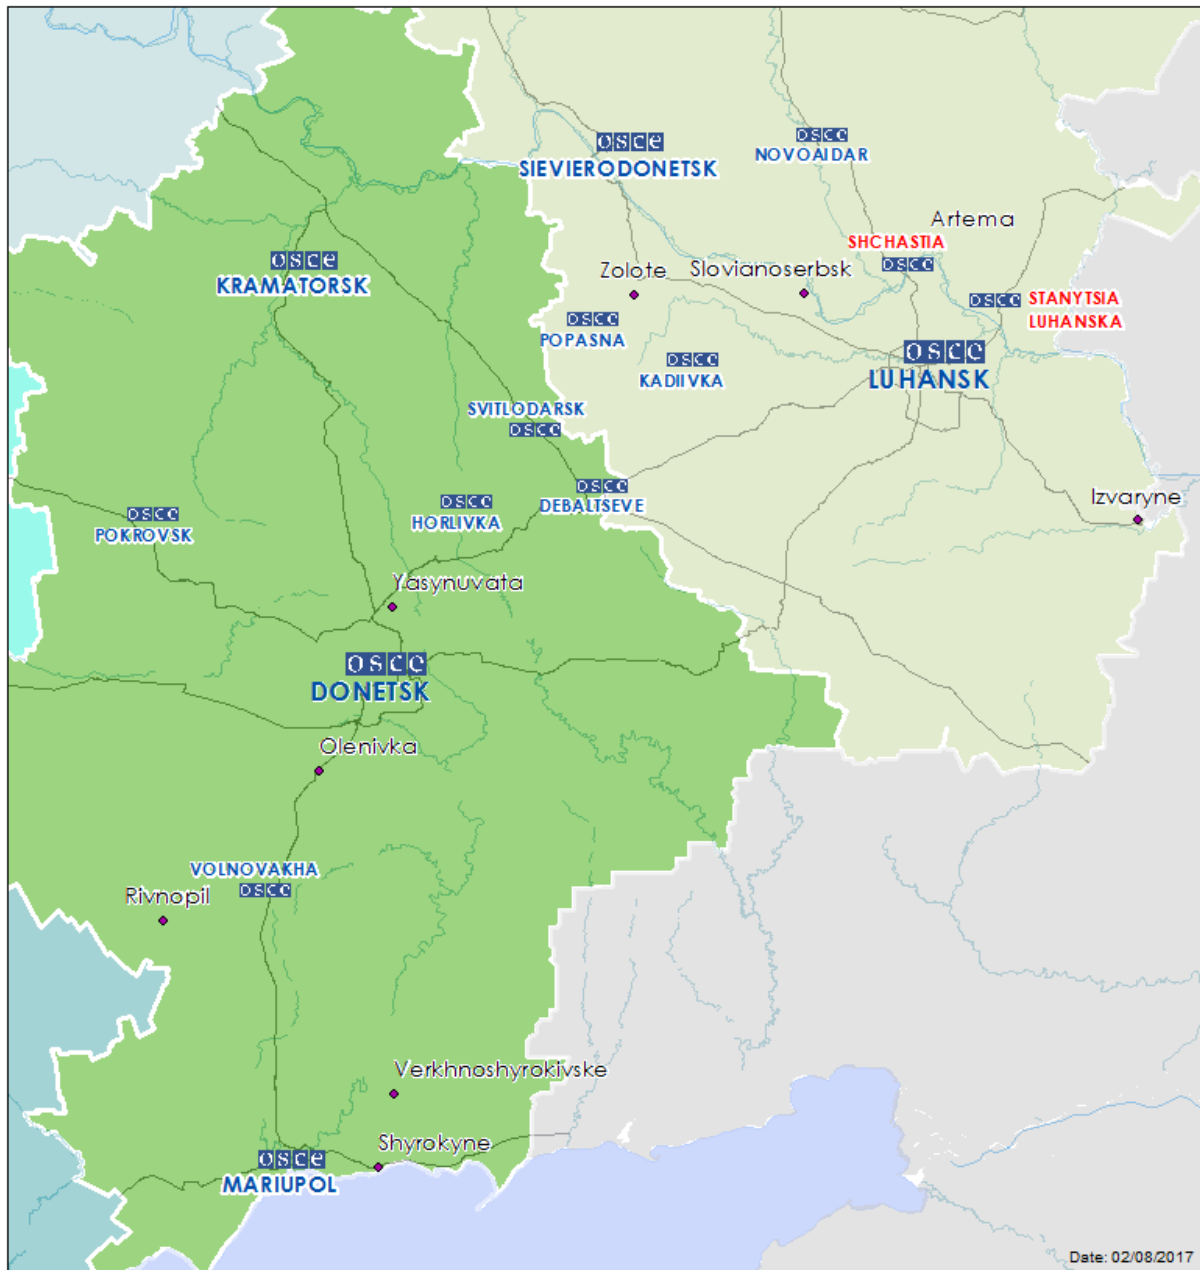 osce
SIEVIERODONETSK
osce
NOVOAIDAR
Artema
SHCHASTIA
osce
osce
KRAMATORSK
Zolote
Slovianoserbsk
osce
STANYTSIA
LUHANSKA
osce
POPASNA
osce
KADIIVKA
osce
LUHANSK
SVITLODARSK
osce
osce
DEBALTSEVE
osce
HORLIVKA
osce
POKROVSK
Izvaryne
Yasynuvata
osce
DONETSK
Olenivka
VOLNOVAKHA
osce
Rivnopil
Verkhnoshyrokivske
Shyrokyne
osce
MARIUPOL
Date: 02/08/2017